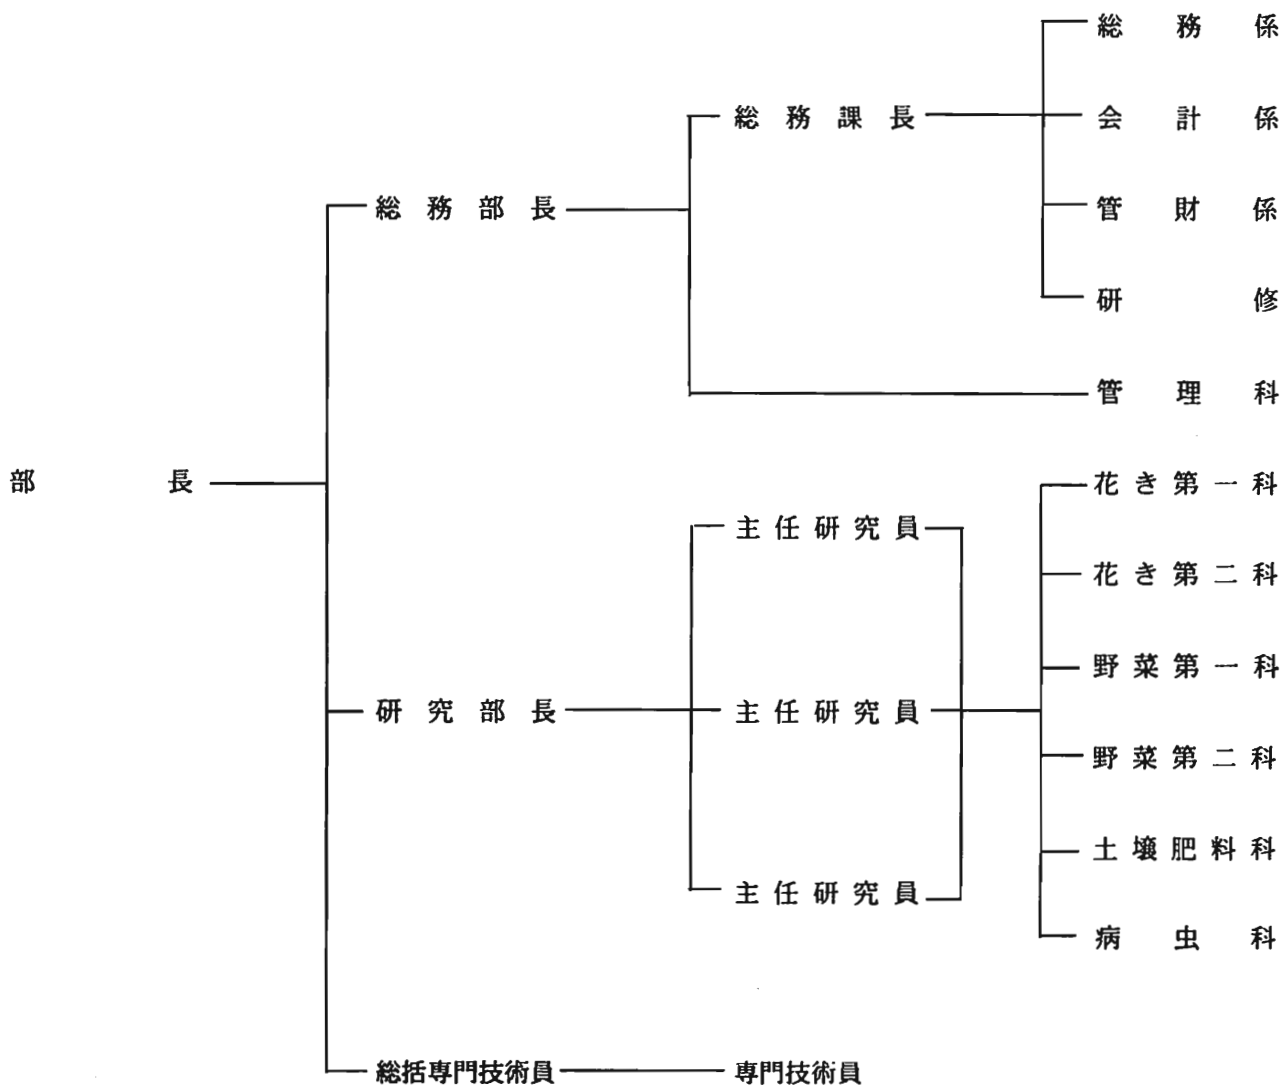 総務係
総務課長
会計係
総務部長
管財係
研修
管理科
部長
花き第一科
主任研究員
花き第二科
野菜第一科
研究部長
主任研究員
野菜第二科
土壌肥料科
主任研究員
病虫科
総括専門技術員
専門技術員